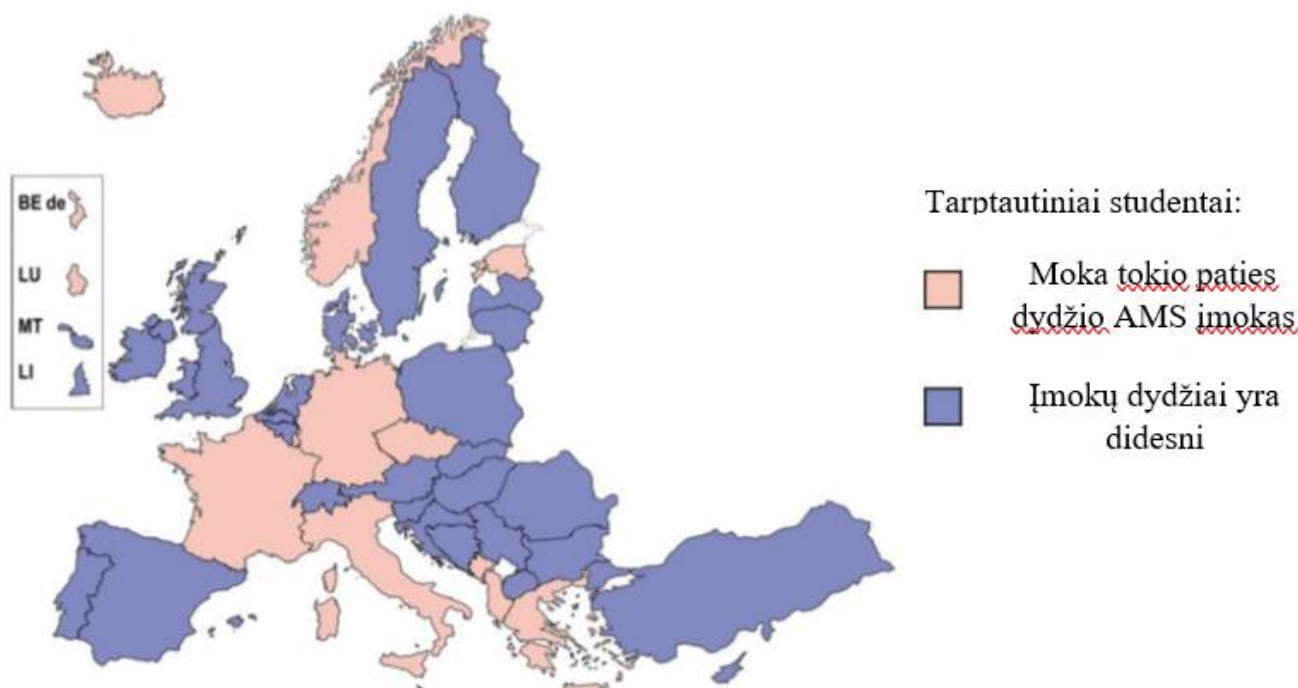 BE de
LU
MT
LI
Tarptautiniai studentai:
Moka tokio paties
dydžio AMS įmokas
Įmokų dydžiai yra
didesni